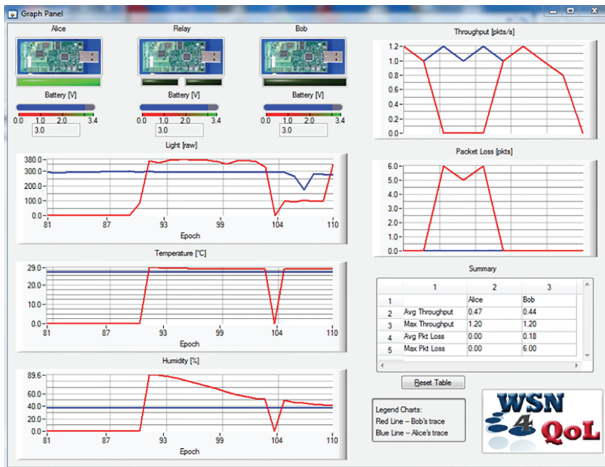 Graph Panel
Alice Relay Bob
Battery [V] Battery [V] Battery [V]
0.0 1.0 2.0 3.4 0.0 1.0 2.0 3.4 0.0 1.0 2.0 3.4
3.0 3.0 3.0
Light [raw]
380.0
300.0
200.0
100.0
0.0
81 87 93 99 104 110
Epoch
Temperature [°C]
29.0
20.0
10.0
0.0
81 87 93 99 104 110
Epoch
Humidity [%]
89.6
60.0
40.0
20.0
0.0
81 87 93 99 104 110
Epoch
Throughput [pkts/s]
1.2
1.0
0.8
0.6
0.4
0.2
0.0
Packet Loss [pkts]
6.0
5.0
4.0
3.0
2.0
1.0
0.0
Summary
1 2 3
1 Alice Bob
2 Avg Throughput 0.47 0.44
3 Max Throughput 1.20 1.20
4 Avg Pkt Loss 0.00 0.18
5 Max Pkt Loss 0.00 6.00
Reset Table
Legend Charts:
Red Line – Bob's trace
Blue Line – Alice's trace
WSN
4 QoL